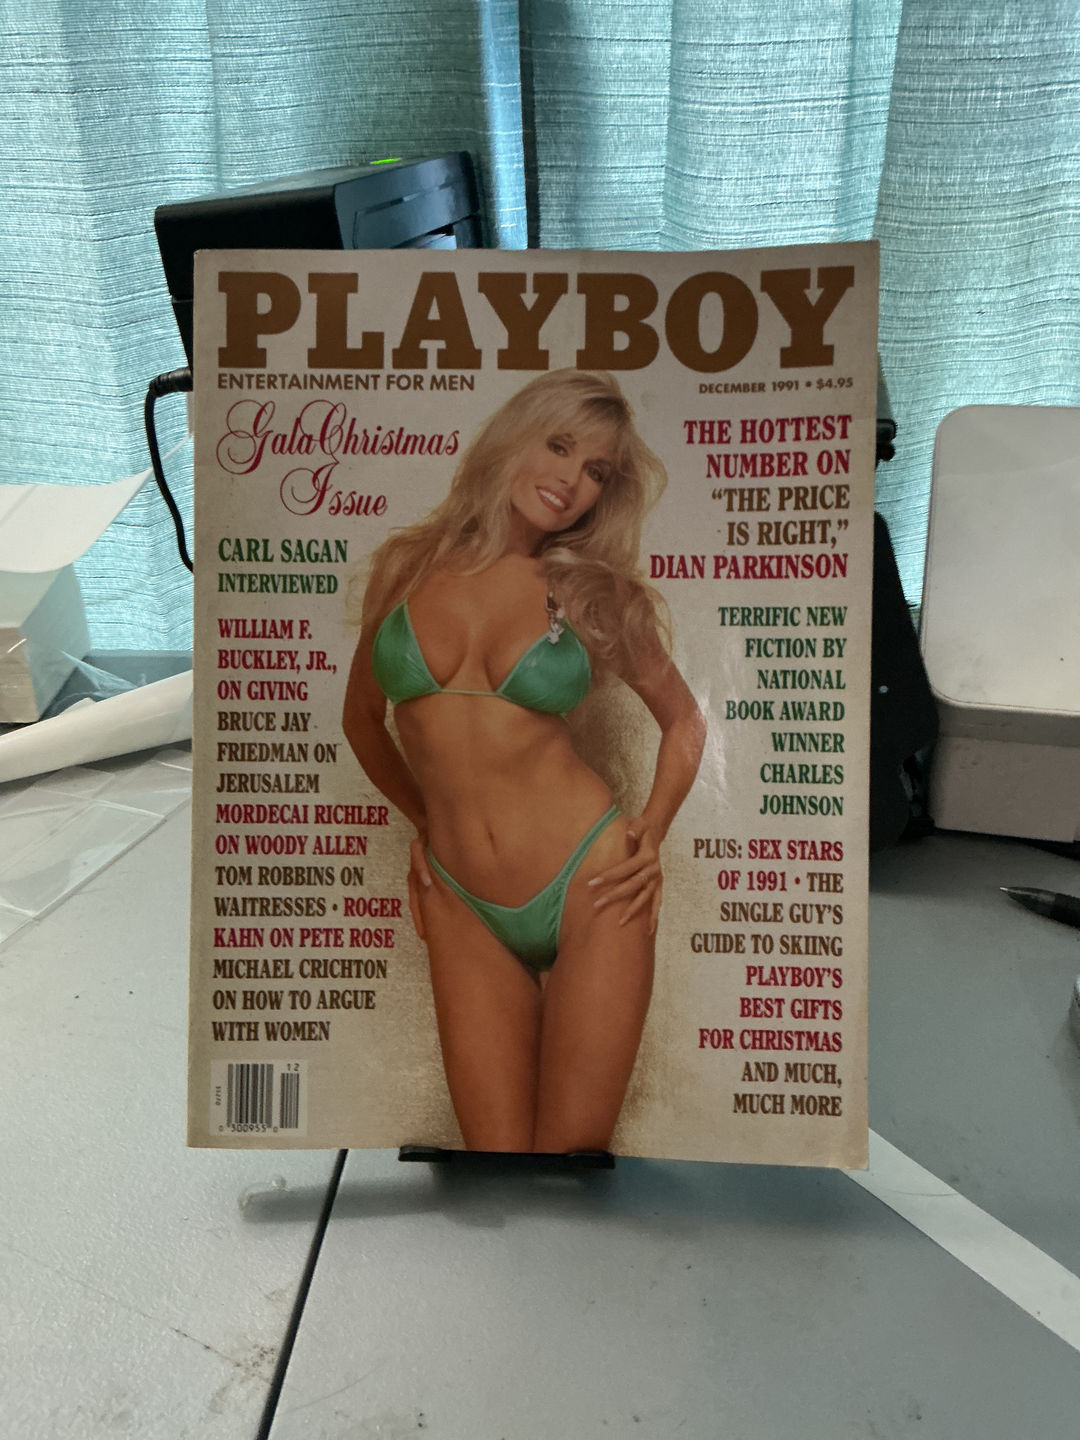 PLAYBOY
ENTERTAINMENT FOR MEN
DECEMBER 1991 • $4.95
Gala Christmas
Issue
CARL SAGAN
INTERVIEWED
WILLIAM F.
BUCKLEY, JR.,
ON GIVING
BRUCE JAY
FRIEDMAN ON
JERUSALEM
MORDECAI RICHLER
ON WOODY ALLEN
TOM ROBBINS ON
WAITRESSES • ROGER
KAHN ON PETE ROSE
MICHAEL CRICHTON
ON HOW TO ARGUE
WITH WOMEN
THE HOTTEST
NUMBER ON
“THE PRICE
IS RIGHT,”
DIAN PARKINSON
TERRIFIC NEW
FICTION BY
NATIONAL
BOOK AWARD
WINNER
CHARLES
JOHNSON
PLUS: SEX STARS
OF 1991 • THE
SINGLE GUY'S
GUIDE TO SKIING
PLAYBOY'S
BEST GIFTS
FOR CHRISTMAS
AND MUCH,
MUCH MORE
12
0 300955 0